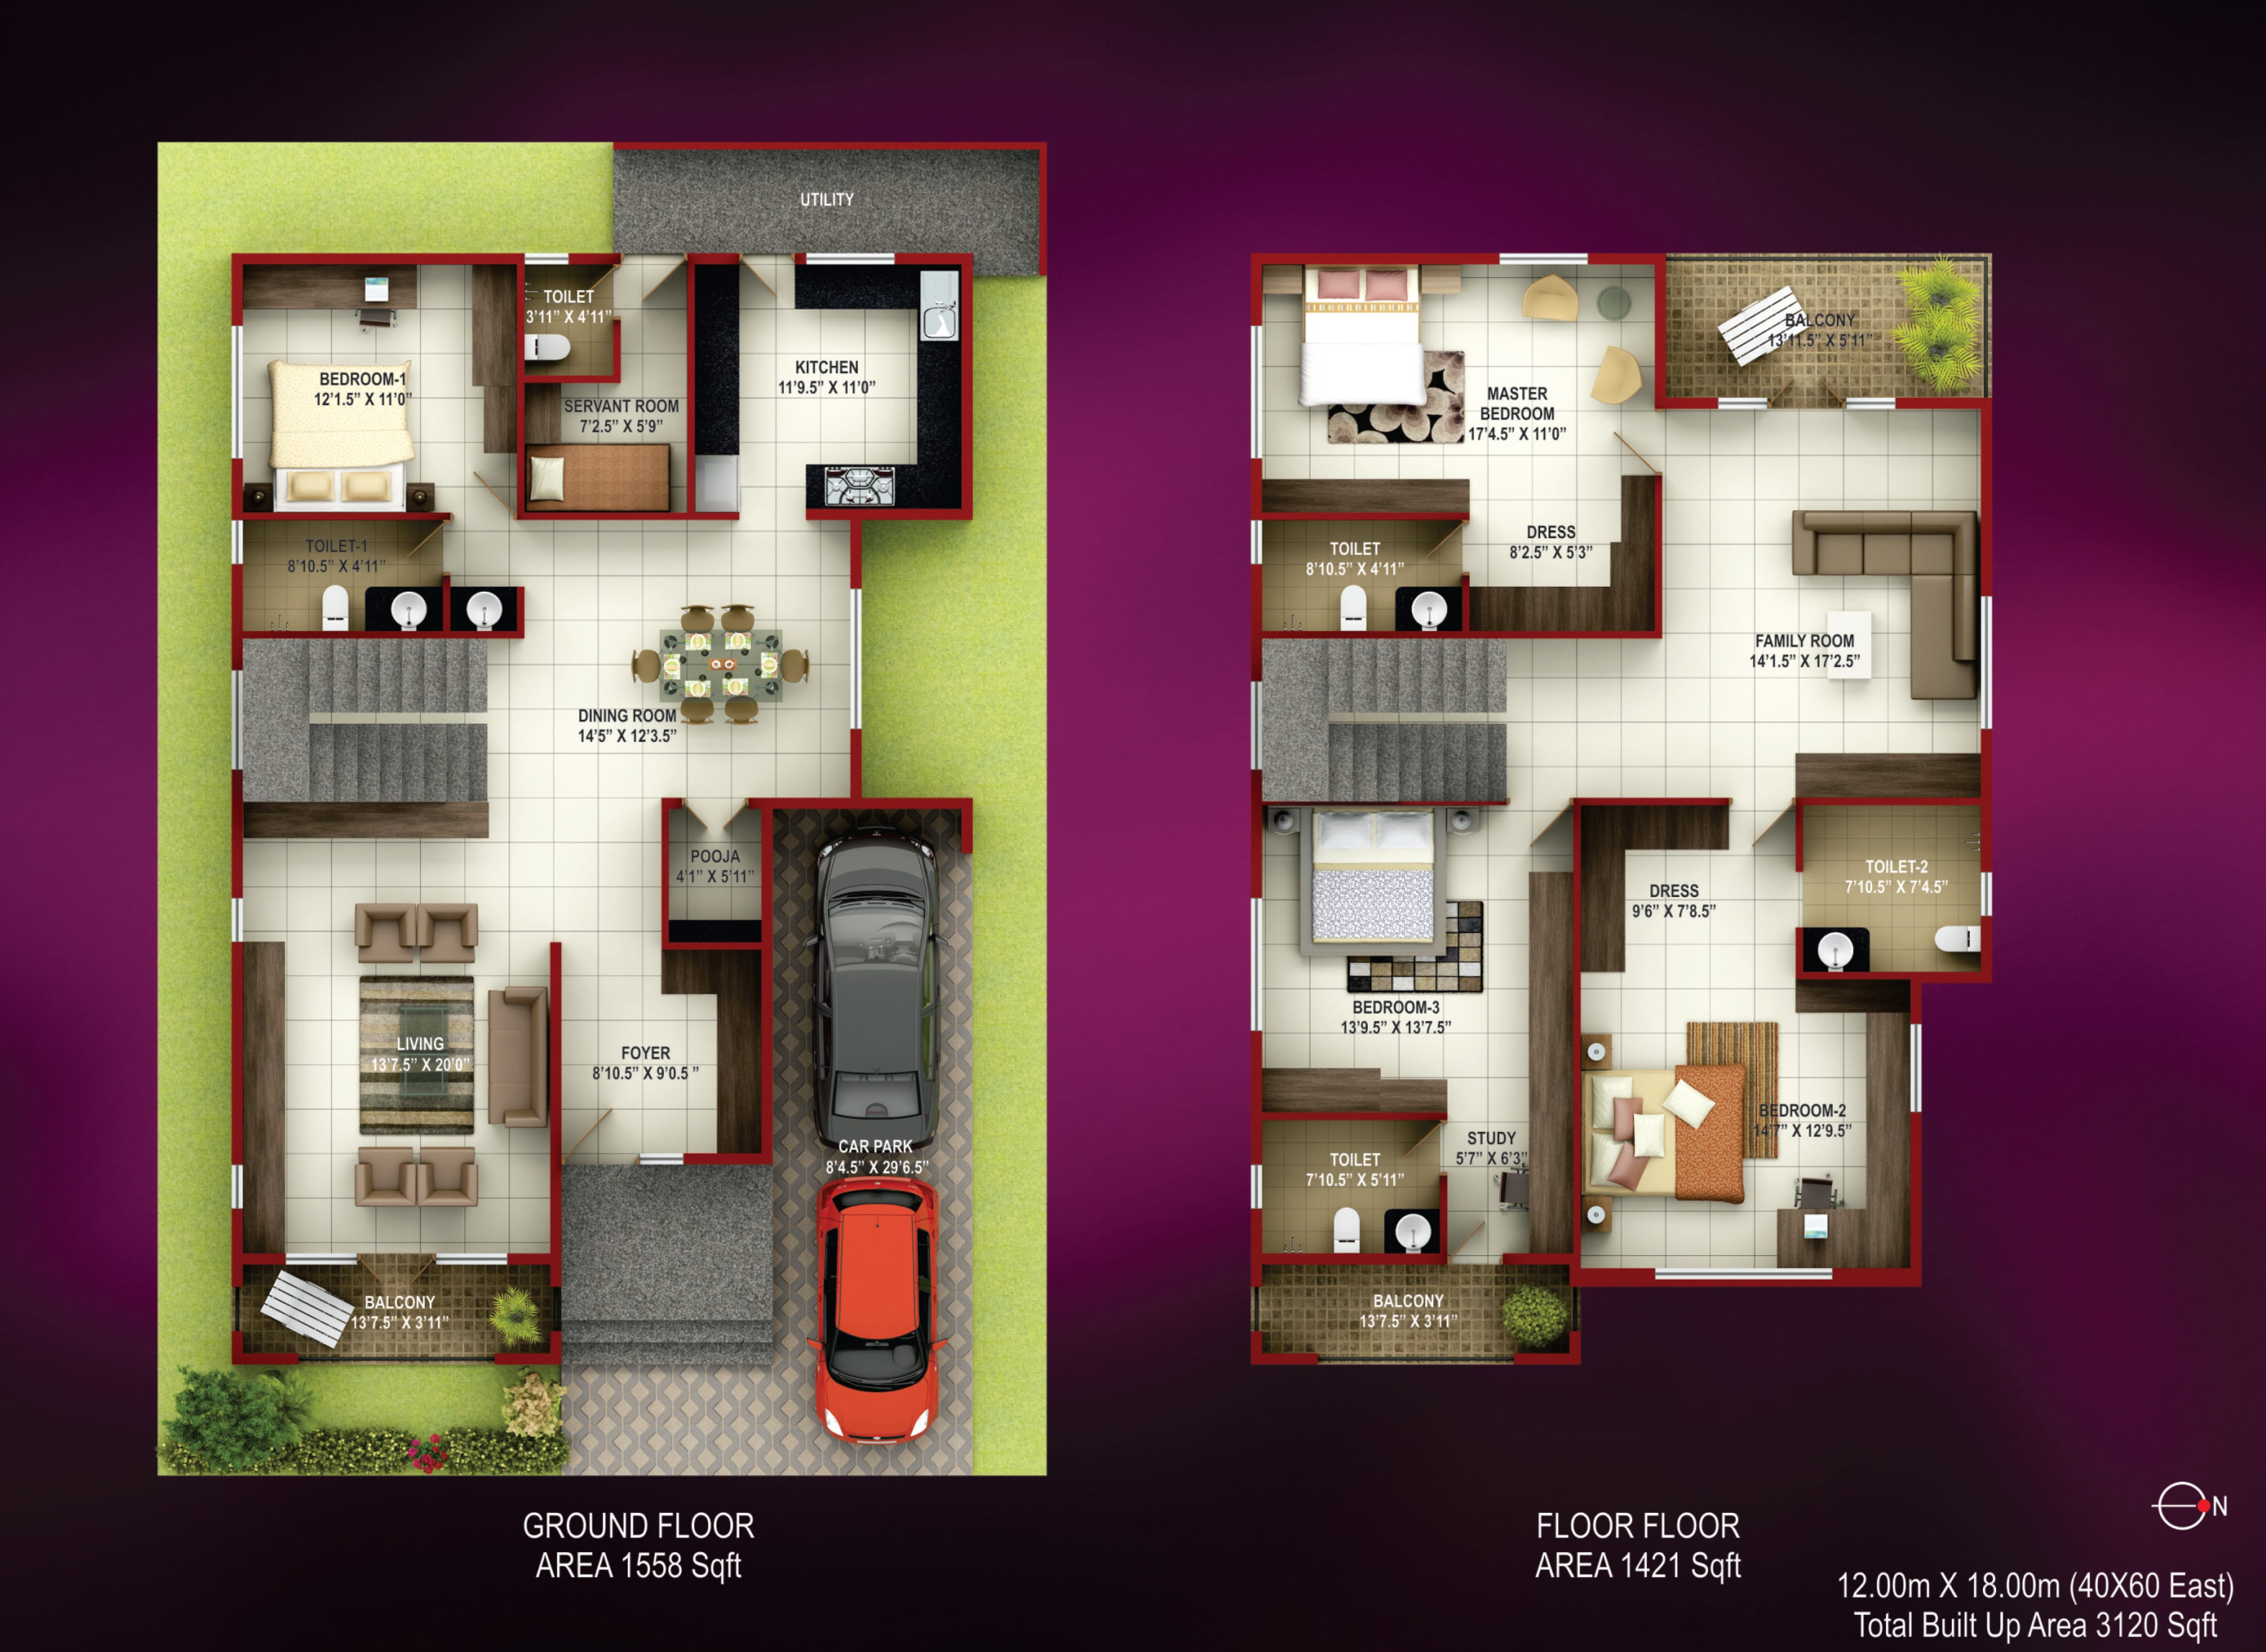 UTILITY
TOILET
3'11" X 4'11"
BEDROOM-1
12'1.5" X 11'0"
KITCHEN
11'9.5" X 11'0"
SERVANT ROOM
7'2.5" X 5'9"
TOILET-1
8'10.5" X 4'11"
DINING ROOM
14'5" X 12'3.5"
POOJA
4'1" X 5'11"
LIVING
13'7.5" X 20'0"
FOYER
8'10.5" X 9'0.5 "
CAR PARK
8'4.5" X 29'6.5"
BALCONY
13'7.5" X 3'11"
GROUND FLOOR
AREA 1558 Sqft
BALCONY
13'11.5" X 5'11"
MASTER
BEDROOM
17'4.5" X 11'0"
DRESS
8'2.5" X 5'3"
TOILET
8'10.5" X 4'11"
FAMILY ROOM
14'1.5" X 17'2.5"
TOILET-2
7'10.5" X 7'4.5"
DRESS
9'6" X 7'8.5"
BEDROOM-3
13'9.5" X 13'7.5"
BEDROOM-2
14'7" X 12'9.5"
STUDY
5'7" X 6'3"
TOILET
7'10.5" X 5'11"
BALCONY
13'7.5" X 3'11"
FLOOR FLOOR
AREA 1421 Sqft
N
12.00m X 18.00m (40X60 East)
Total Built Up Area 3120 Sqft